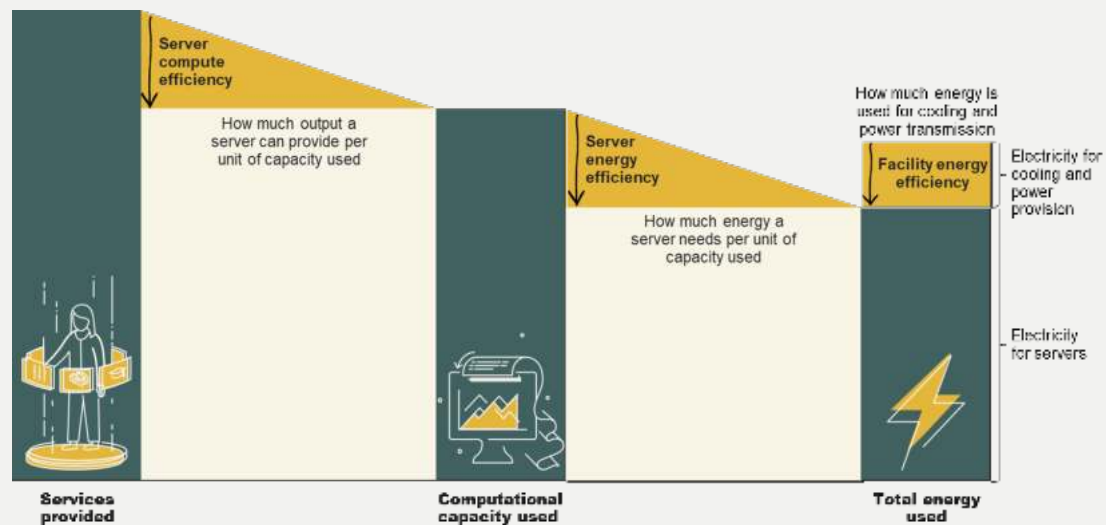 Server
compute
efficiency
How much output a
server can provide per
unit of capacity used
Server
energy
efficiency
How much energy a
server needs per unit of
capacity used
How much energy is
used for cooling and
power transmission
Facility energy
efficiency
Electricity for
cooling and
power
provision
Electricity
for servers
Services
provided
Computational
capacity used
Total energy
used